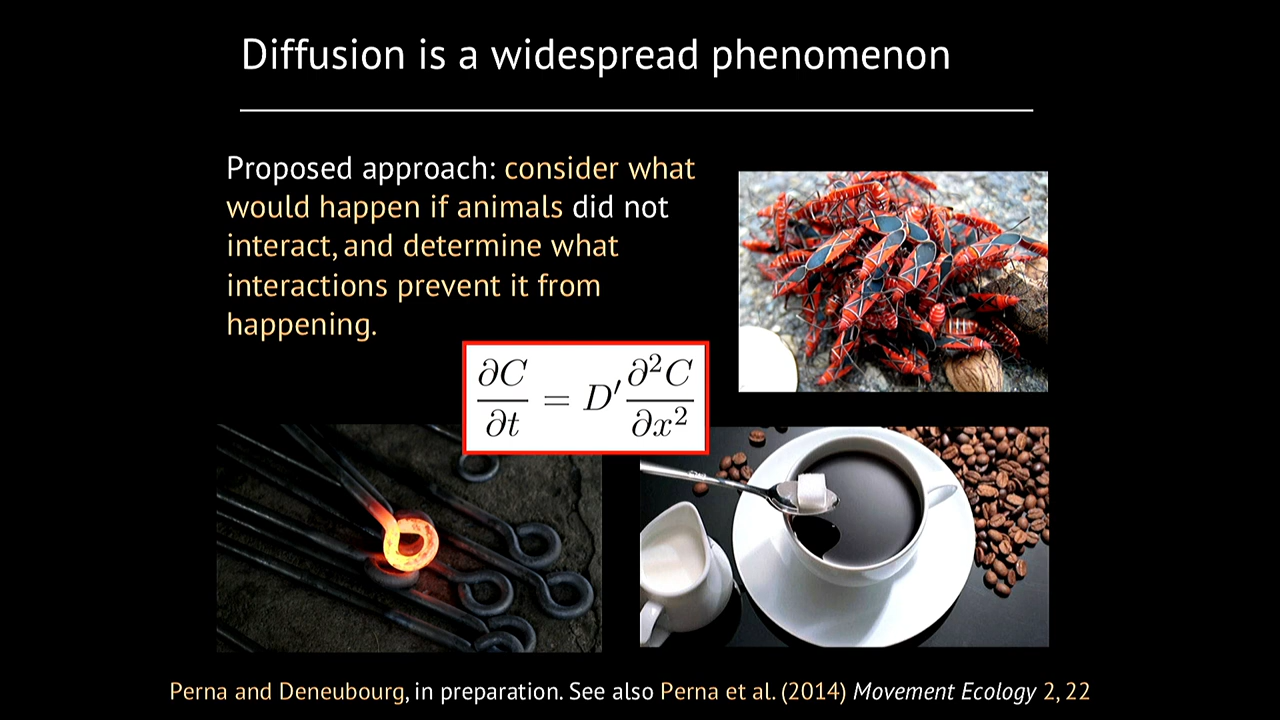 Diffusion is a widespread phenomenon
Proposed approach: consider what
would happen if animals did not
interact, and determine what
interactions prevent it from
happening.
∂C/∂t = D′ ∂²C/∂x²
Perna and Deneubourg, in preparation. See also Perna et al. (2014) Movement Ecology 2, 22